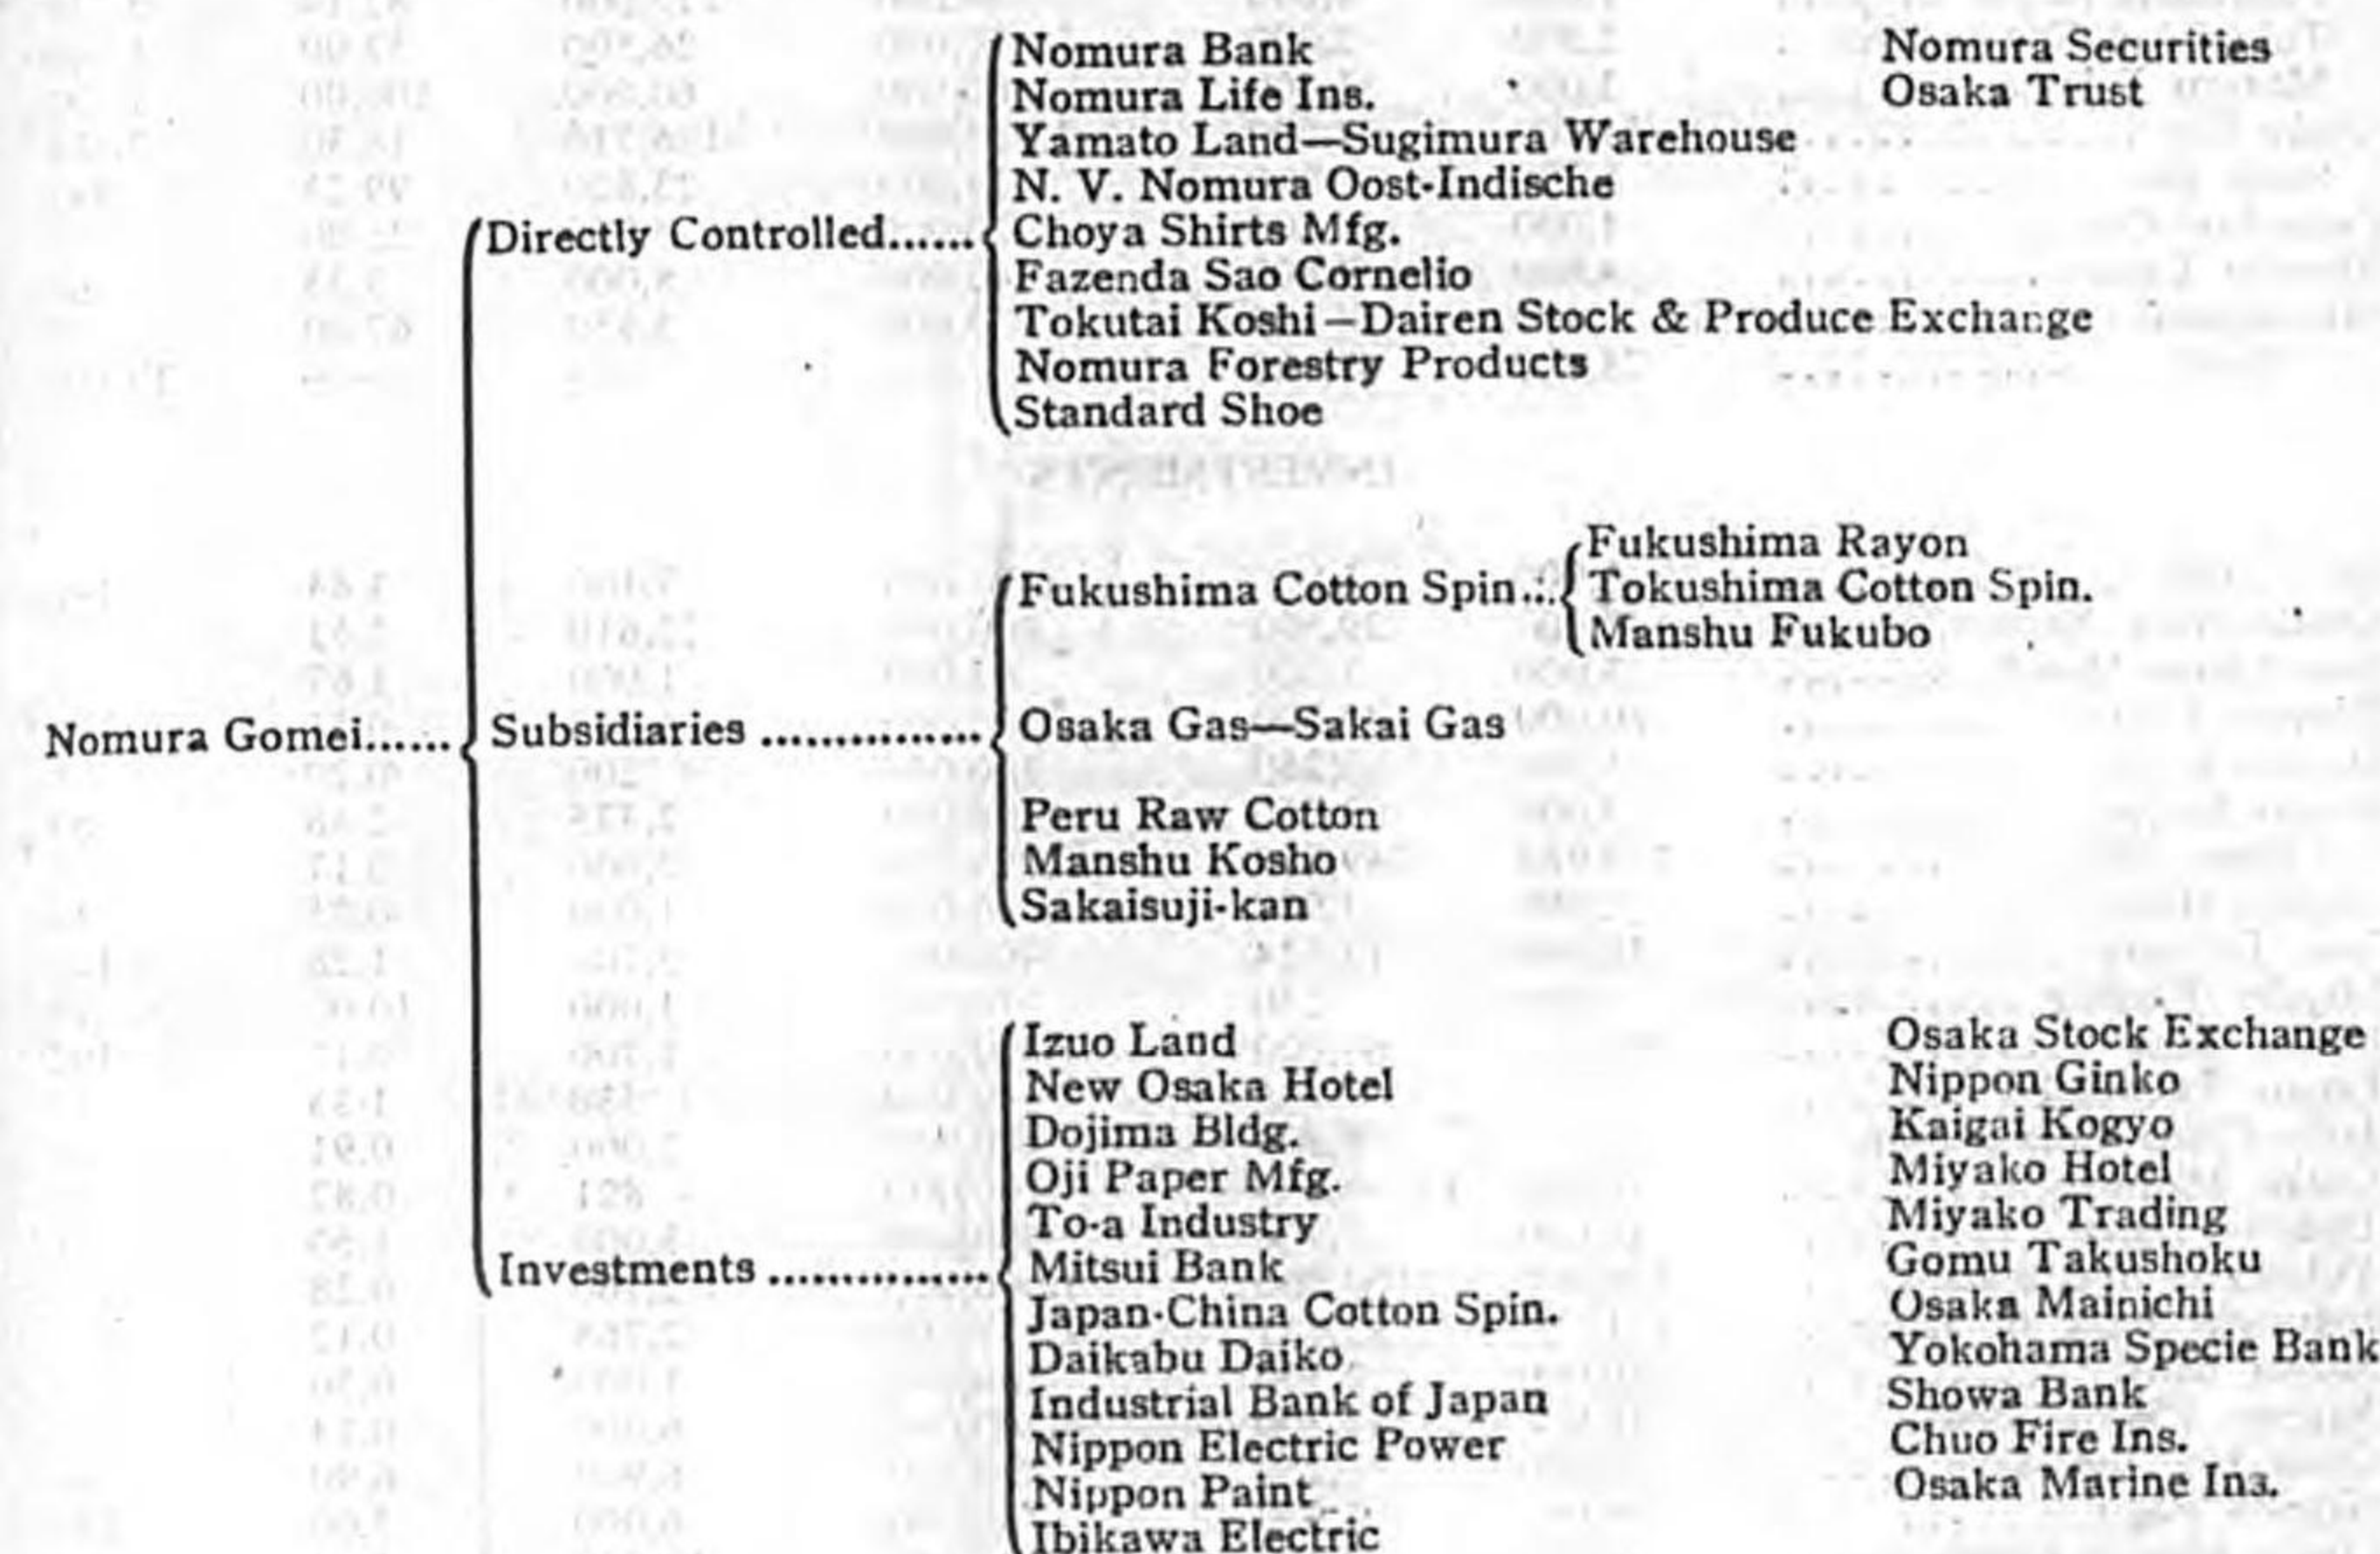 Nomura Gomei......
Directly Controlled......
Nomura Bank
Nomura Life Ins.
Yamato Land—Sugimura Warehouse
N. V. Nomura Oost-Indische
Choya Shirts Mfg.
Fazenda Sao Cornelio
Tokutai Koshi—Dairen Stock & Produce Exchange
Nomura Forestry Products
Standard Shoe
Nomura Securities
Osaka Trust
Subsidiaries ...............
Fukushima Cotton Spin...
Fukushima Rayon
Tokushima Cotton Spin.
Manshu Fukubo
Osaka Gas—Sakai Gas
Peru Raw Cotton
Manshu Kosho
Sakaisuji-kan
Investments ...............
Izuo Land
New Osaka Hotel
Dojima Bldg.
Oji Paper Mfg.
To-a Industry
Mitsui Bank
Japan-China Cotton Spin.
Daikabu Daiko
Industrial Bank of Japan
Nippon Electric Power
Nippon Paint
Ibikawa Electric
Osaka Stock Exchange
Nippon Ginko
Kaigai Kogyo
Miyako Hotel
Miyako Trading
Gomu Takushoku
Osaka Mainichi
Yokohama Specie Bank
Showa Bank
Chuo Fire Ins.
Osaka Marine Ins.